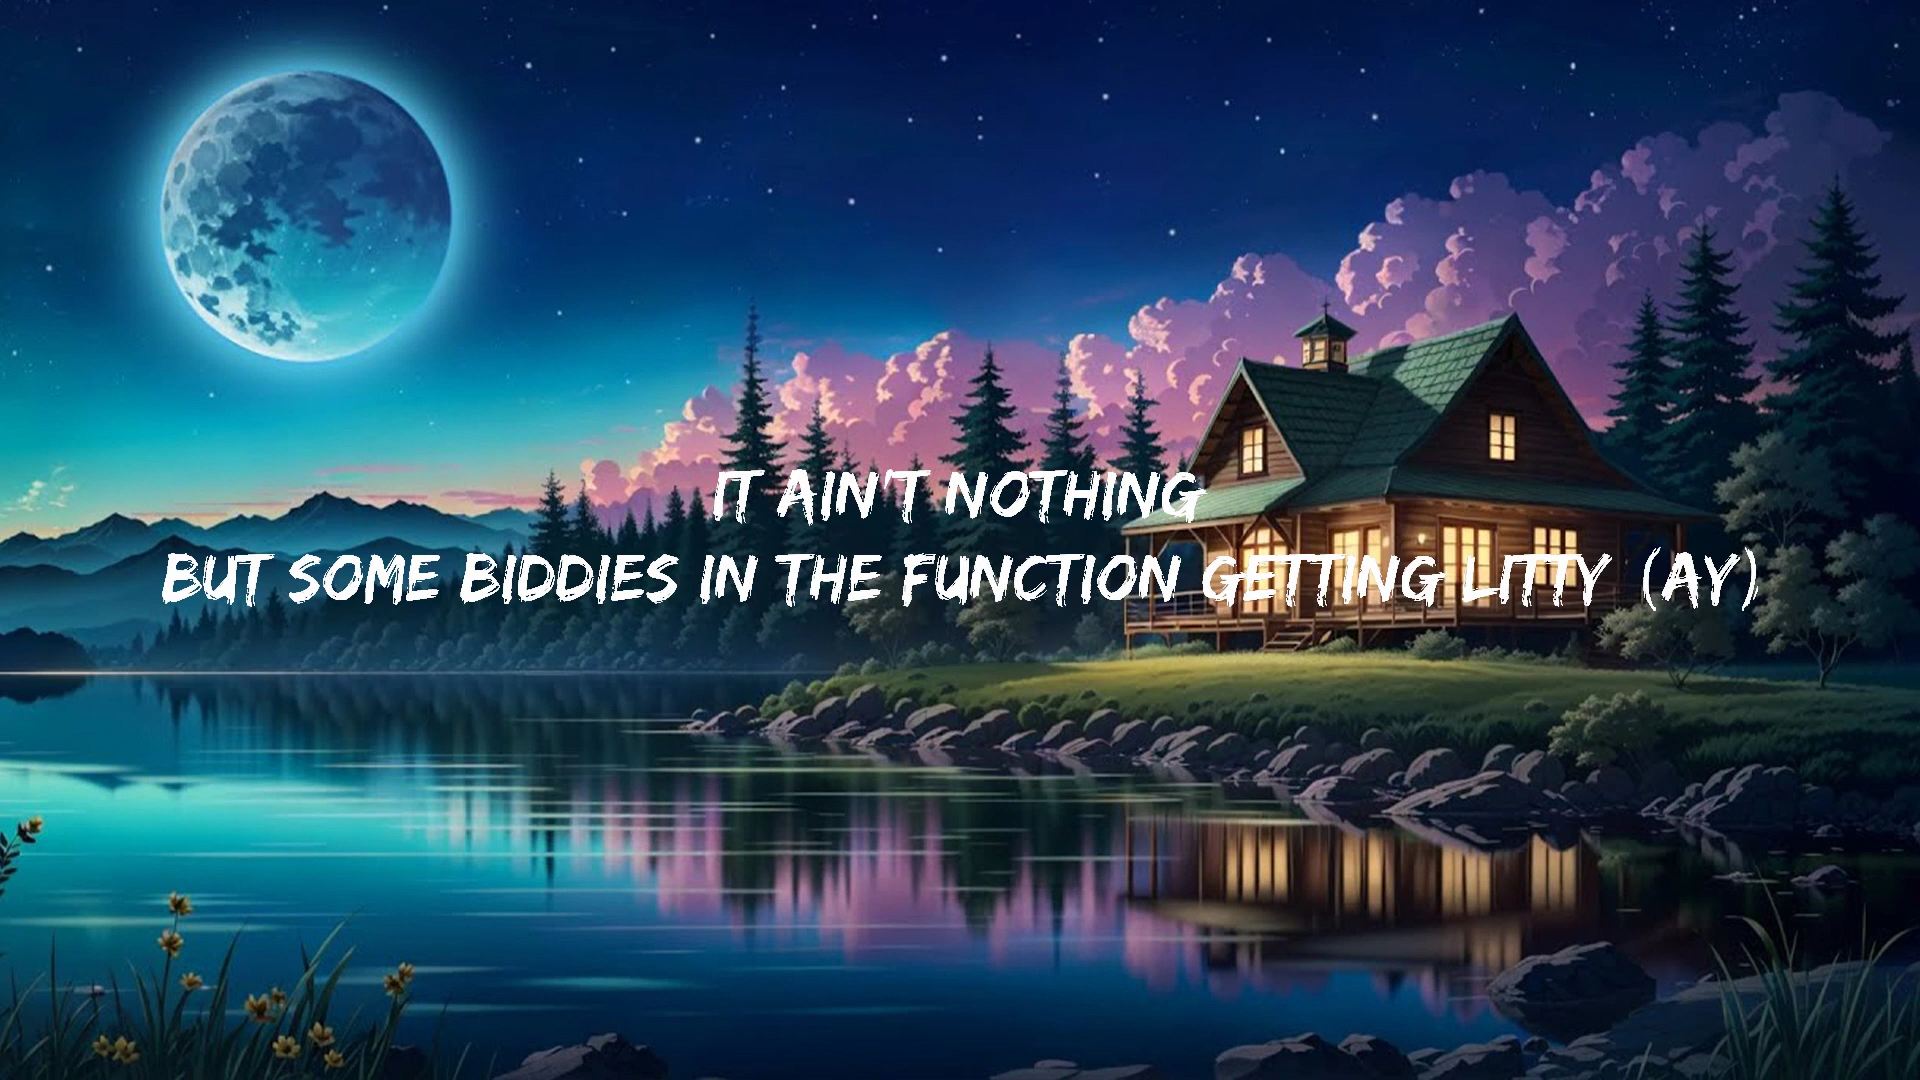 IT AIN'T NOTHING
BUT SOME BIDDIES IN THE FUNCTION GETTING LITTY (AY)